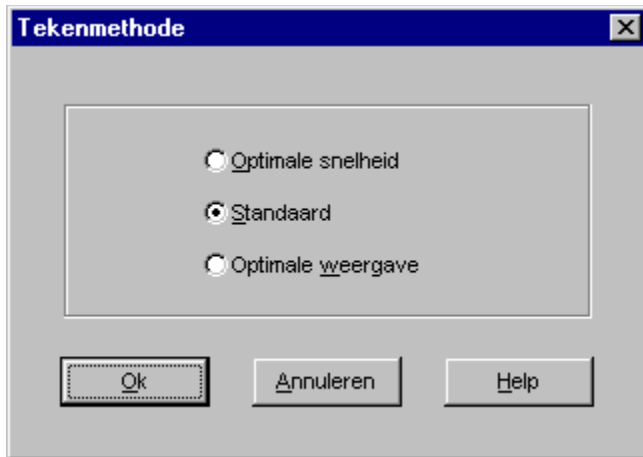 Tekenmethode
Optimale snelheid
Standaard
Optimale weergave
Ok Annuleren Help